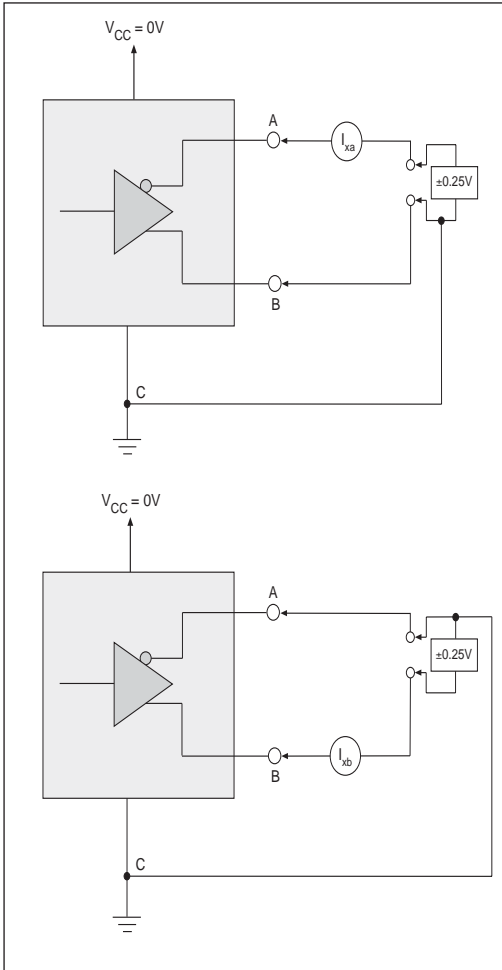 V_CC = 0V
A
I_xa
±0.25V
B
C
V_CC = 0V
A
±0.25V
B
I_xb
C